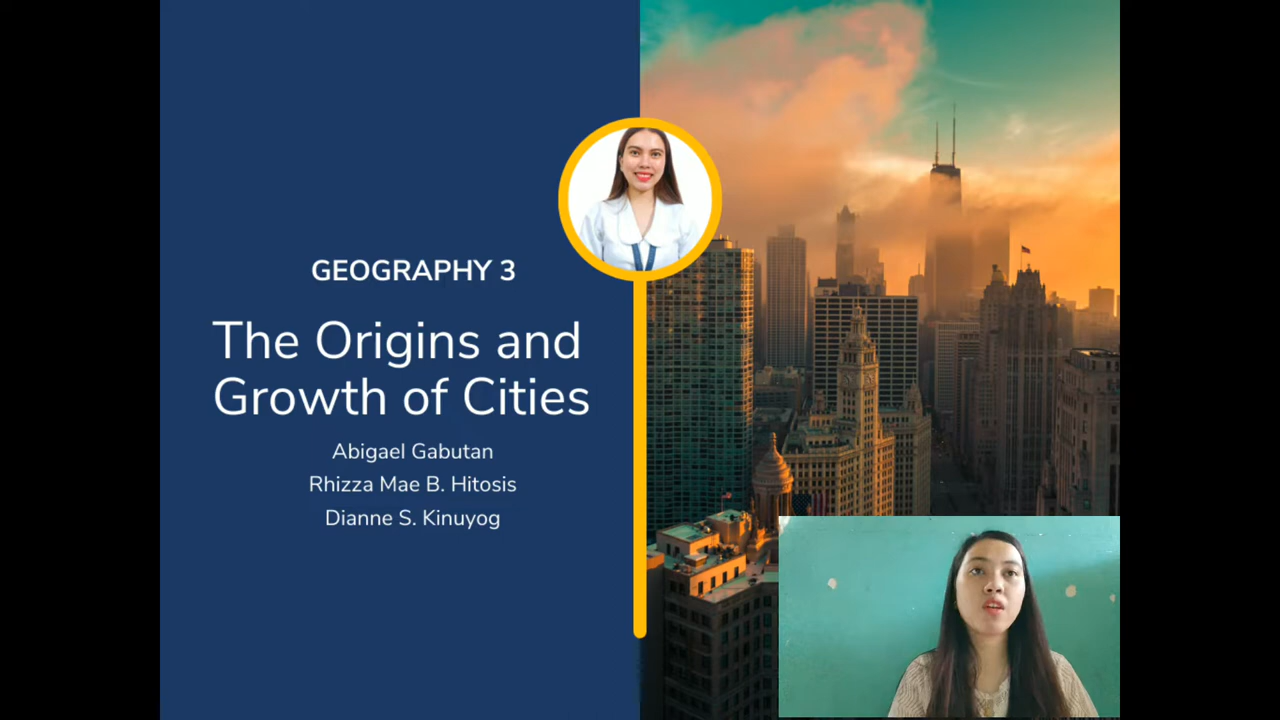 GEOGRAPHY 3
The Origins and
Growth of Cities
Abigael Gabutan
Rhizza Mae B. Hitosis
Dianne S. Kinuyog